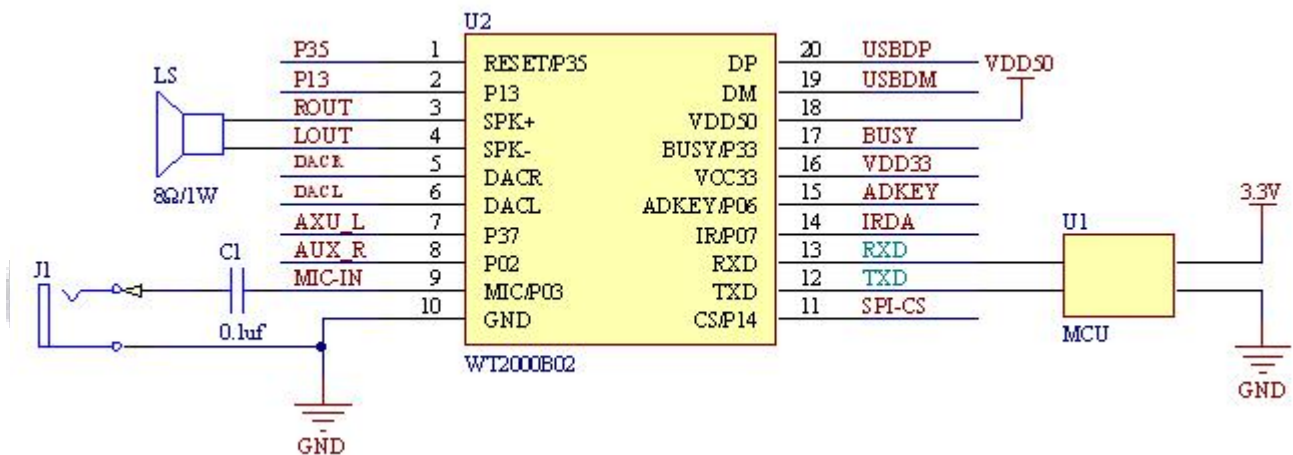 U2
P35 1 RESET/P35 DP 20 USBDP
VDD50
P13 2 P13 DM 19 USBDM
LS
ROUT 3 SPK+ VDD50 18
LOUT 4 SPK- BUSY/P33 17 BUSY
DACR 5 DACR VCC33 16 VDD33
8Ω/1W
DACL 6 DACL ADKEY/P06 15 ADKEY
3.3V
AXU_L 7 P37 IR/P07 14 IRDA
U1
AUX_R 8 P02 RXD 13 RXD
C1
J1
MIC-IN 9 MIC/P03 TXD 12 TXD
10 GND CS/P14 11 SPI-CS
0.1uf
MCU
WT2000B02
GND
GND